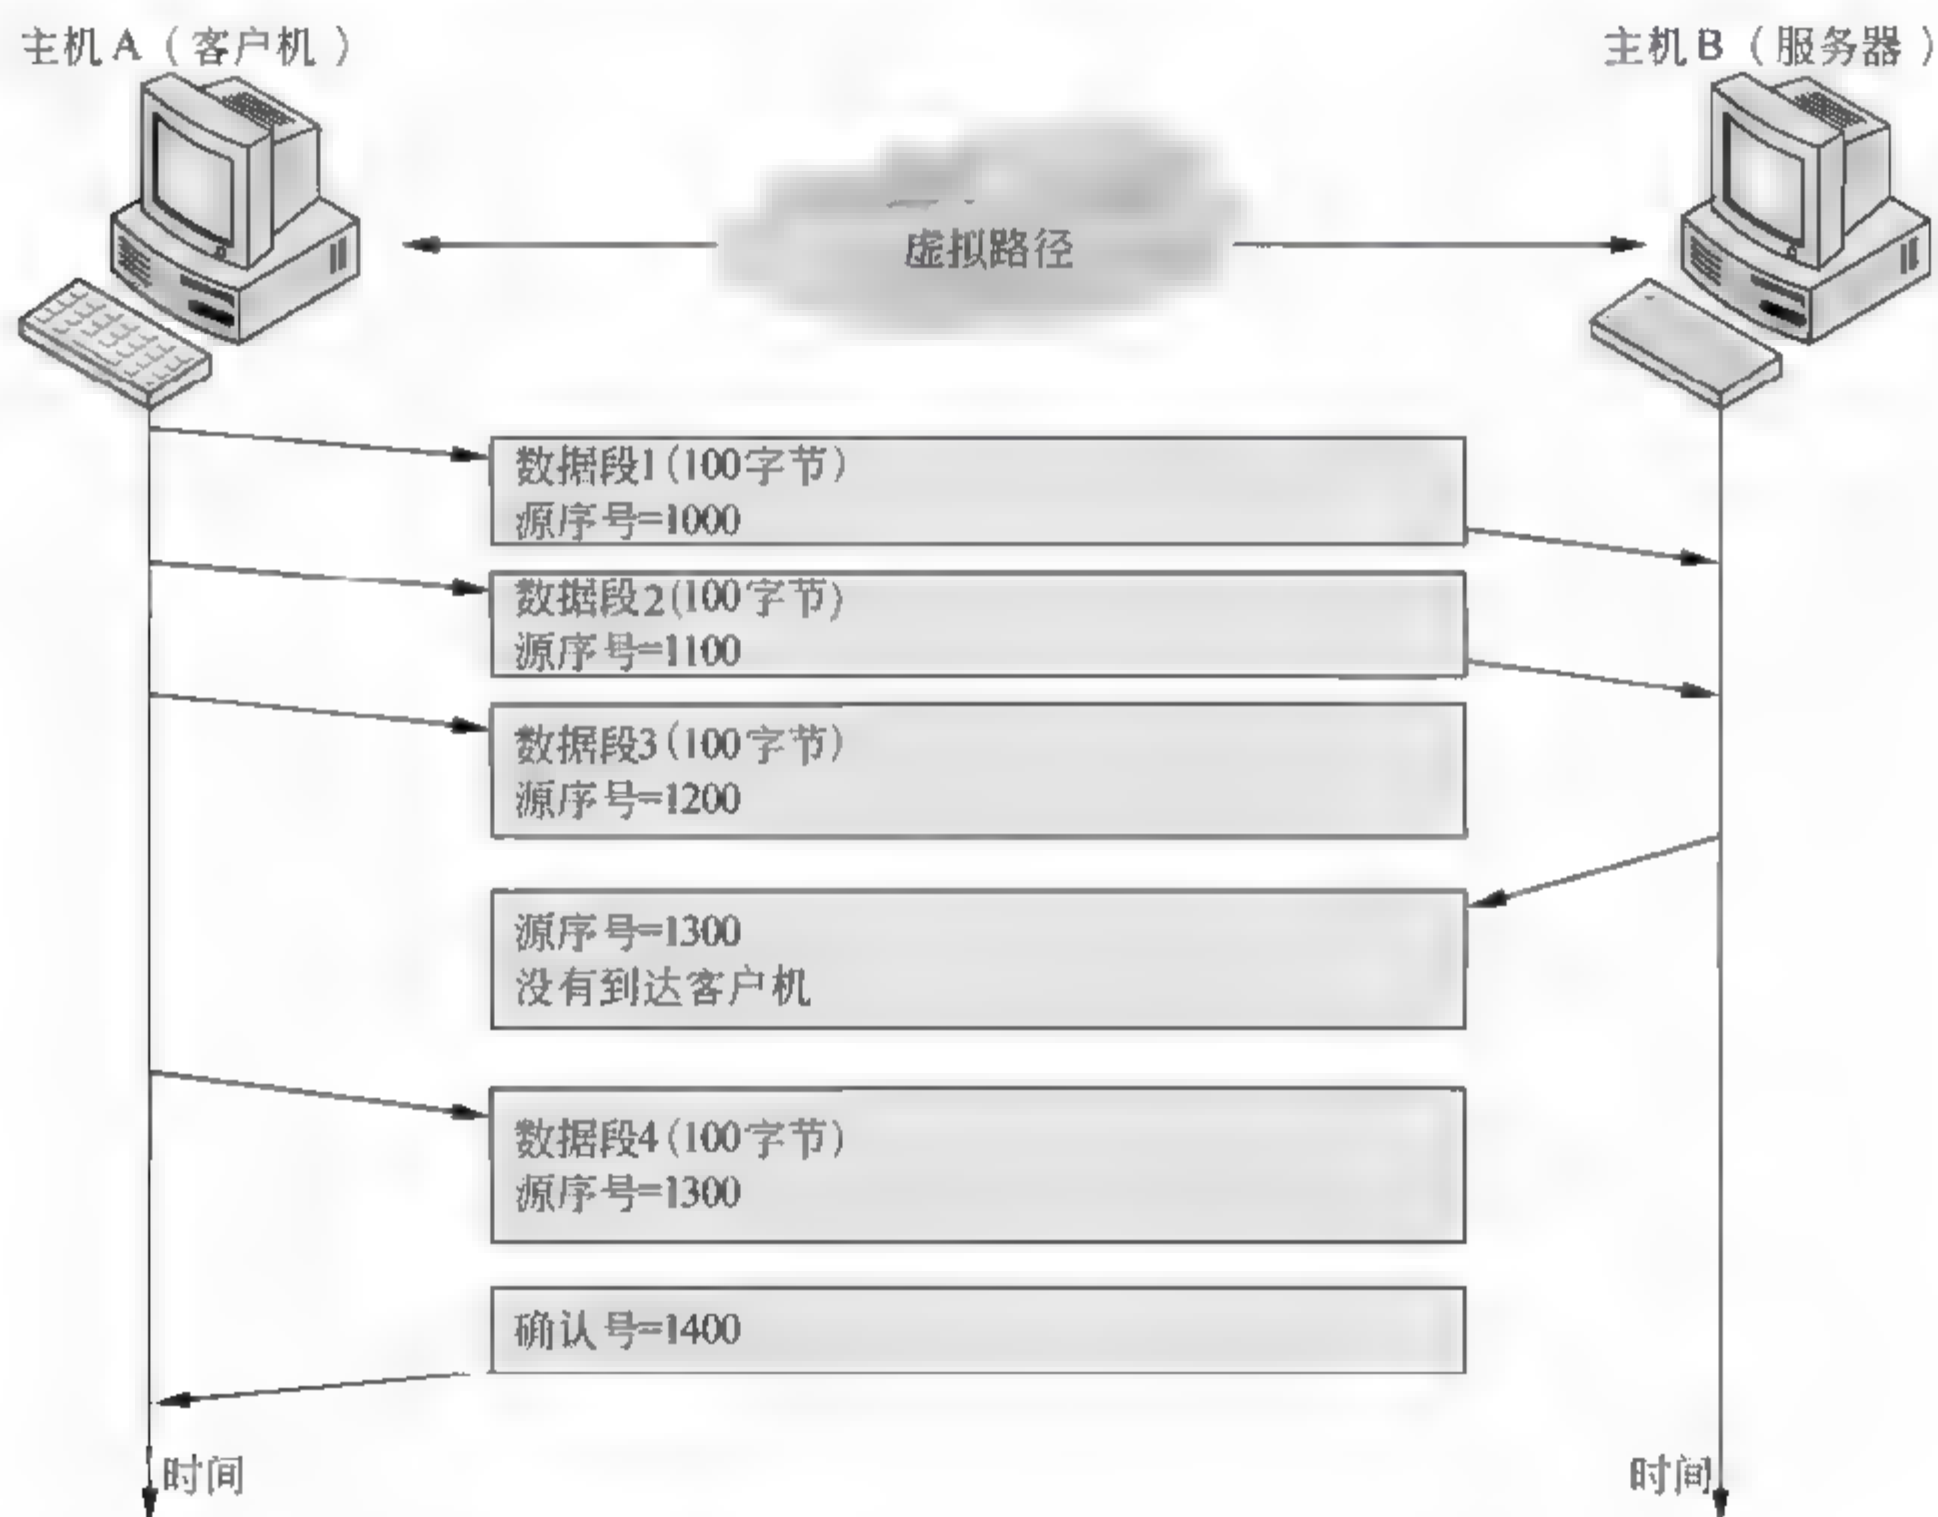 主机A（客户机）
主机B（服务器）
虚拟路径
数据段1(100字节)
源序号=1000
数据段2(100字节)
源序号=1100
数据段3(100字节)
源序号=1200
源序号=1300
没有到达客户机
数据段4(100字节)
源序号=1300
确认号=1400
时间
时间